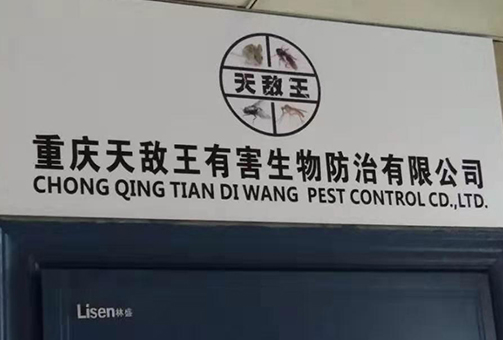 天敌王
重庆天敌王有害生物防治有限公司
CHONG QING TIAN DI WANG PEST CONTROL CD.,LTD.
Lisen林盛